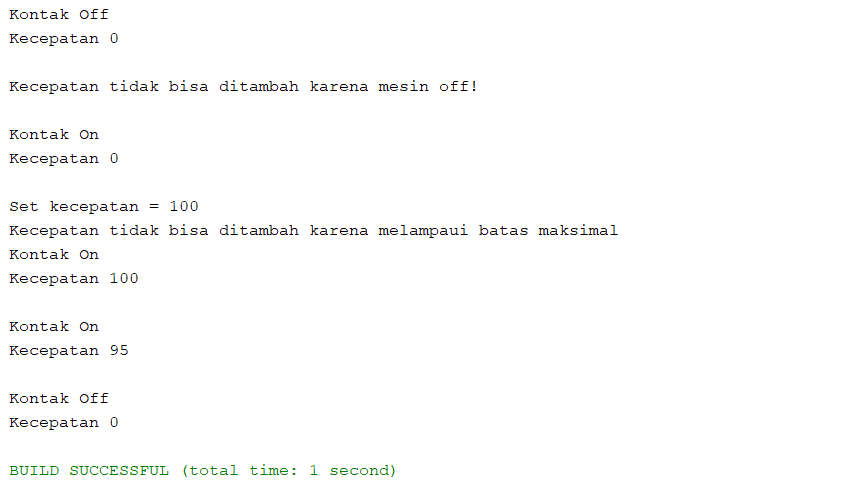 Kontak Off
Kecepatan 0
Kecepatan tidak bisa ditambah karena mesin off!
Kontak On
Kecepatan 0
Set kecepatan = 100
Kecepatan tidak bisa ditambah karena melampaui batas maksimal
Kontak On
Kecepatan 100
Kontak On
Kecepatan 95
Kontak Off
Kecepatan 0
BUILD SUCCESSFUL (total time: 1 second)